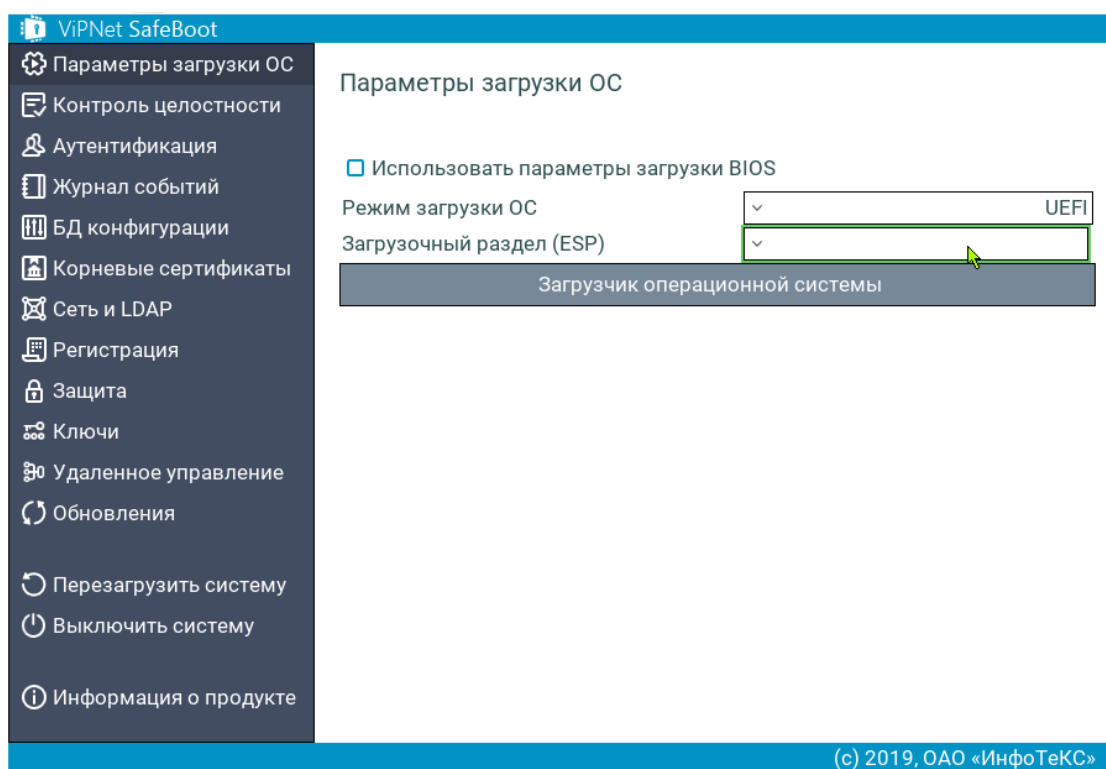 ViPNet SafeBoot
Параметры загрузки ОС
Контроль целостности
Аутентификация
Журнал событий
БД конфигурации
Корневые сертификаты
Сеть и LDAP
Регистрация
Защита
Ключи
Удаленное управление
Обновления
Перезагрузить систему
Выключить систему
Информация о продукте
Параметры загрузки ОС
Использовать параметры загрузки BIOS
Режим загрузки ОС UEFI
Загрузочный раздел (ESP)
Загрузчик операционной системы
(c) 2019, ОАО «ИнфоТеКС»